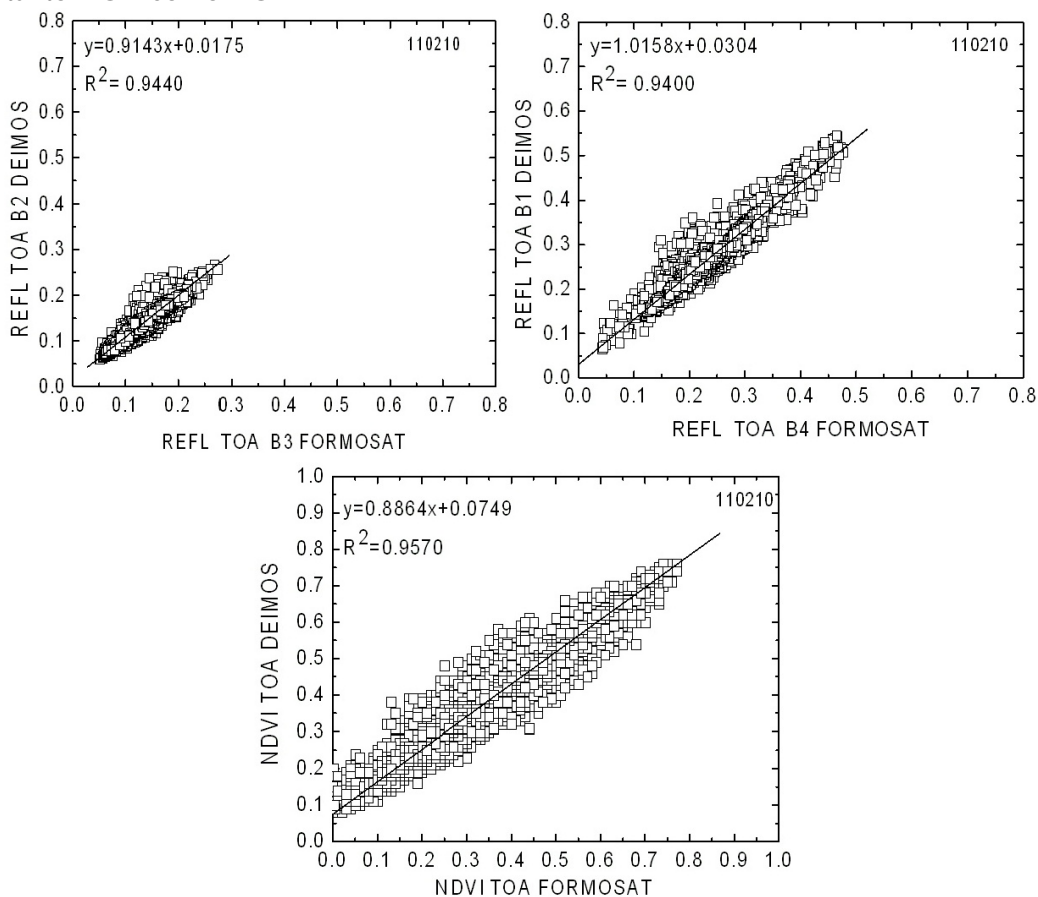 0.8
0.7
0.6
0.5
0.4
0.3
0.2
0.1
0.0
REFL TOA B2 DEIMOS
y=0.9143x+0.0175
110210
R²= 0.9440
0.0 0.1 0.2 0.3 0.4 0.5 0.6 0.7 0.8
REFL TOA B3 FORMOSAT
0.8
0.7
0.6
0.5
0.4
0.3
0.2
0.1
0.0
REFL TOA B1 DEIMOS
y=1.0158x+0.0304
110210
R²= 0.9400
0.0 0.1 0.2 0.3 0.4 0.5 0.6 0.7 0.8
REFL TOA B4 FORMOSAT
1.0
0.9
0.8
0.7
0.6
0.5
0.4
0.3
0.2
0.1
0.0
NDVI TOA DEIMOS
y=0.8864x+0.0749
110210
R²=0.9570
0.0 0.1 0.2 0.3 0.4 0.5 0.6 0.7 0.8 0.9 1.0
NDVI TOA FORMOSAT